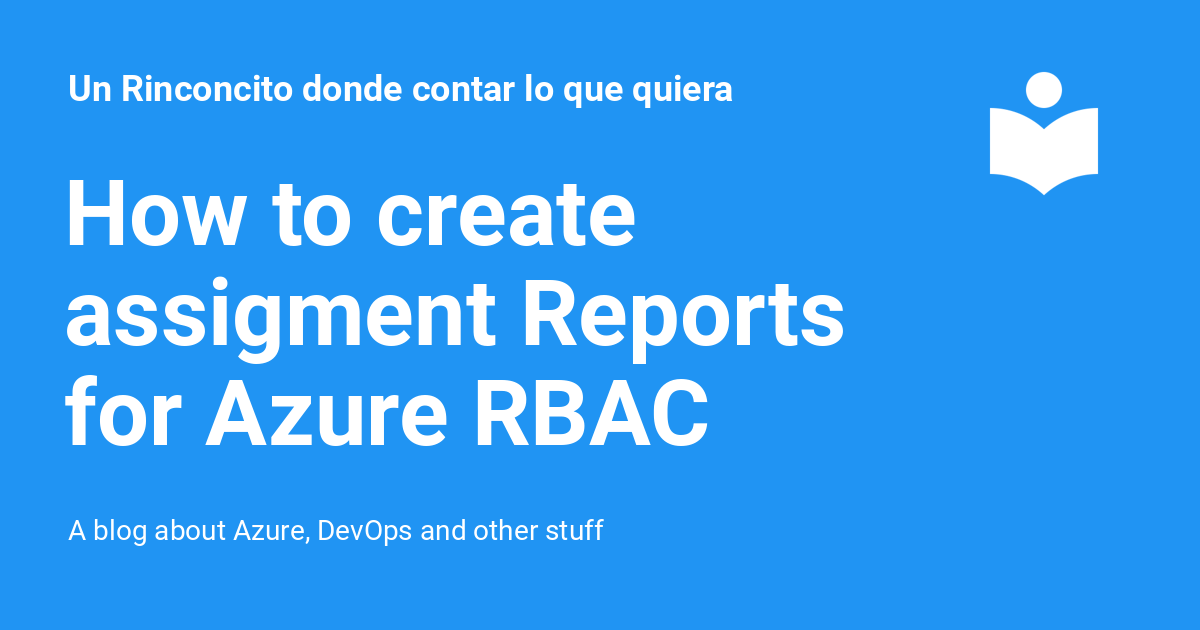 Un Rinconcito donde contar lo que quiera
How to create
assigment Reports
for Azure RBAC
A blog about Azure, DevOps and other stuff